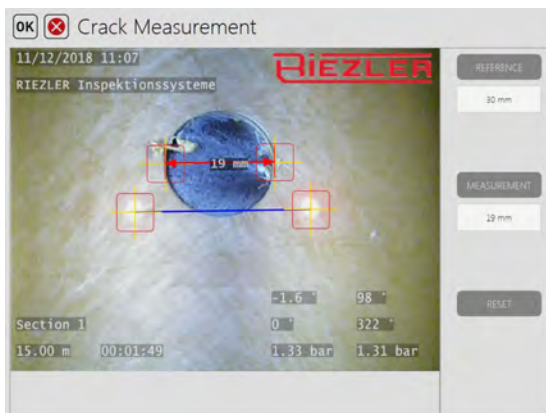 OK Crack Measurement
11/12/2018 11:07
RIEZLER
RIEZLER Inspektionssysteme
19 mm
-1.6 ° 98 °
Section 1 0 ° 322 °
15.00 m 00:01:49 1.33 bar 1.31 bar
REFERENCE
30 mm
MEASUREMENT
19 mm
RESET